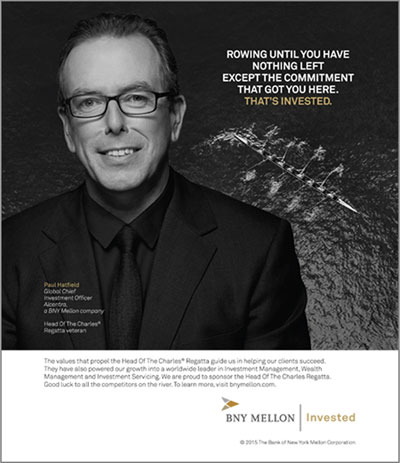 ROWING UNTIL YOU HAVE
NOTHING LEFT
EXCEPT THE COMMITMENT
THAT GOT YOU HERE.
THAT'S INVESTED.
Paul Hatfield
Global Chief
Investment Officer
Alcentra,
a BNY Mellon company
Head Of The Charles®
Regatta veteran
The values that propel the Head Of The Charles® Regatta guide us in helping our clients succeed.
They have also powered our growth into a worldwide leader in Investment Management, Wealth
Management and Investment Servicing. We are proud to sponsor the Head Of The Charles Regatta.
Good luck to all the competitors on the river. To learn more, visit bnymellon.com.
BNY MELLON | Invested
© 2015 The Bank of New York Mellon Corporation